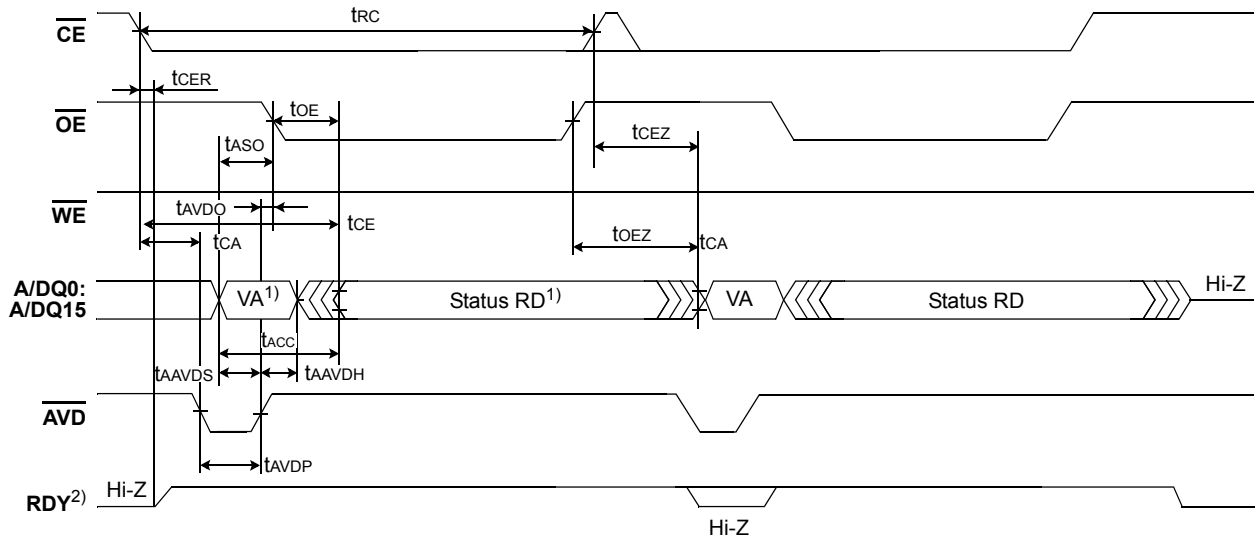 CE
tRC
tCER
OE
tOE
tCEZ
tASO
WE
tAVDO
tCE
tCA
tOEZ
tCA
A/DQ0:
A/DQ15
VA1)
Status RD1)
VA
Status RD
Hi-Z
tACC
tAAVDS
tAAVDH
AVD
tAVDP
Hi-Z
RDY2)
Hi-Z